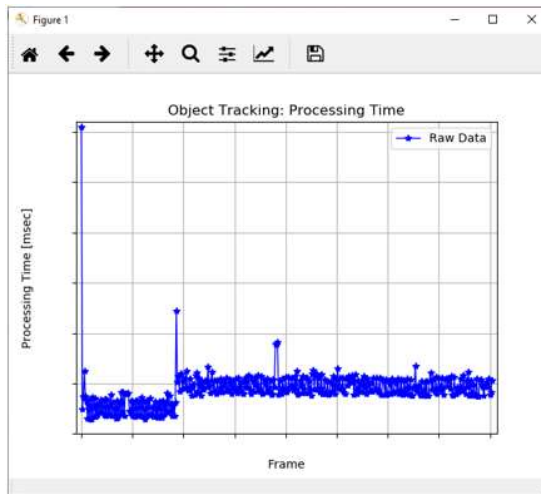 Figure 1
Object Tracking: Processing Time
Raw Data
Processing Time [msec]
Frame